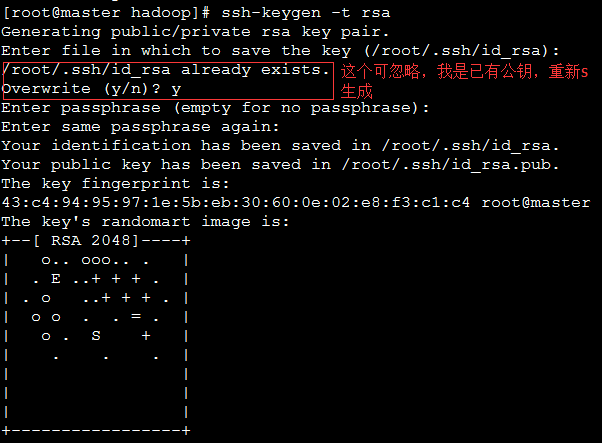 [root@master hadoop]# ssh-keygen -t rsa
Generating public/private rsa key pair.
Enter file in which to save the key (/root/.ssh/id_rsa):
/root/.ssh/id_rsa already exists.
这个可忽略，我是已有公钥，重新s
Overwrite (y/n)? y
生成
Enter passphrase (empty for no passphrase):
Enter same passphrase again:
Your identification has been saved in /root/.ssh/id_rsa.
Your public key has been saved in /root/.ssh/id_rsa.pub.
The key fingerprint is:
43:c4:94:95:97:1e:5b:eb:30:60:0e:02:e8:f3:c1:c4 root@master
The key's randomart image is:
+--[ RSA 2048]----+
|   o.. ooo.. .   |
|  . E ..+ + + .  |
| . o   ..+ + + . |
|  o o  .  . = .  |
|   o .  S    +   |
|    .    .    .  |
|                 |
|                 |
|                 |
+-----------------+